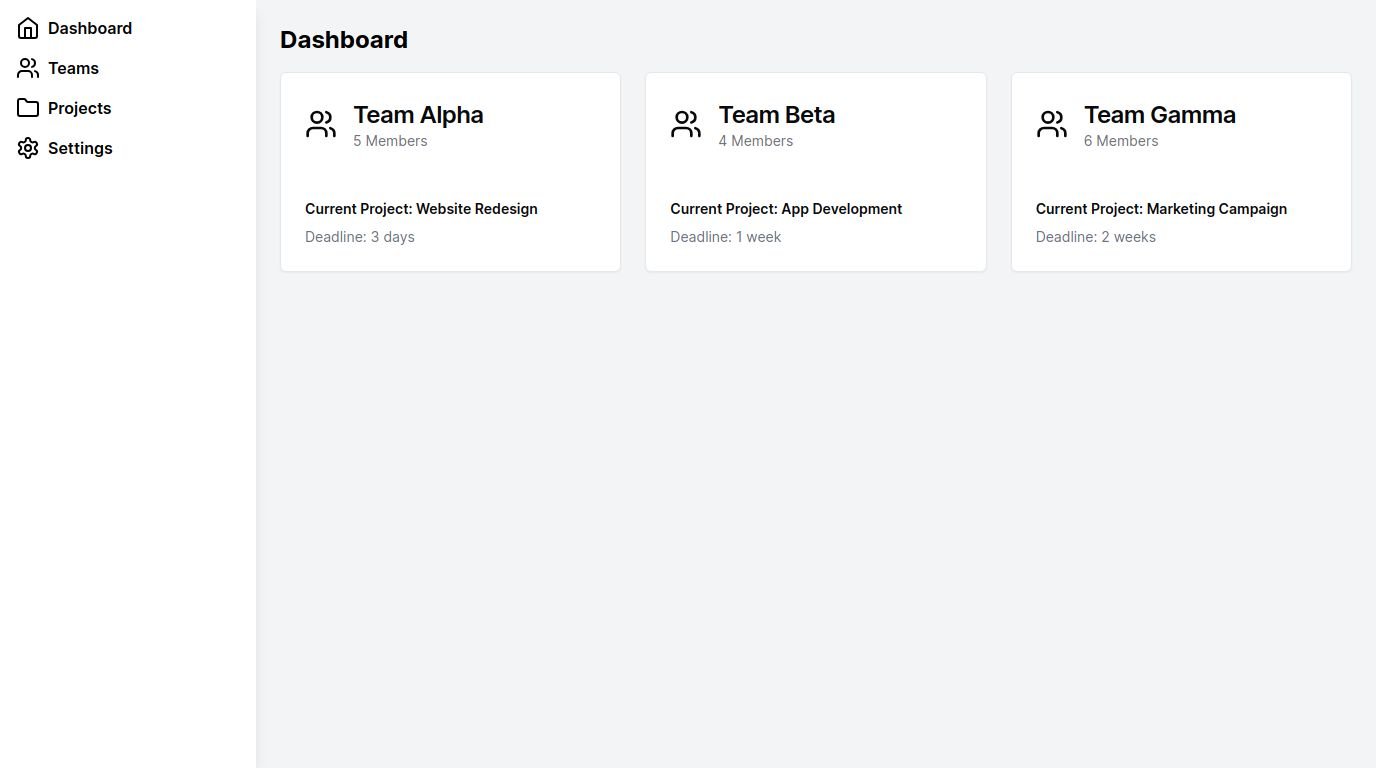 Dashboard
Teams
Projects
Settings
Dashboard
Team Alpha
5 Members
Current Project: Website Redesign
Deadline: 3 days
Team Beta
4 Members
Current Project: App Development
Deadline: 1 week
Team Gamma
6 Members
Current Project: Marketing Campaign
Deadline: 2 weeks